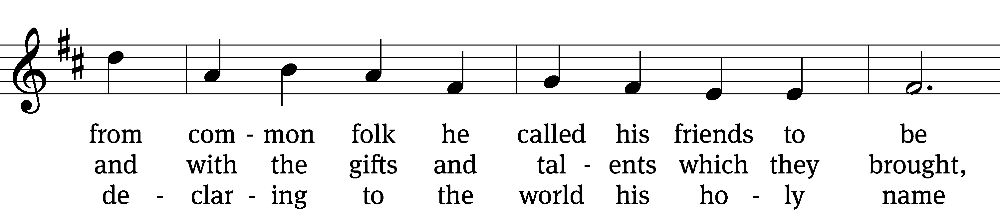 from com - mon folk he called his friends to be
and with the gifts and tal - ents which they brought,
de - clar - ing to the world his ho - ly name